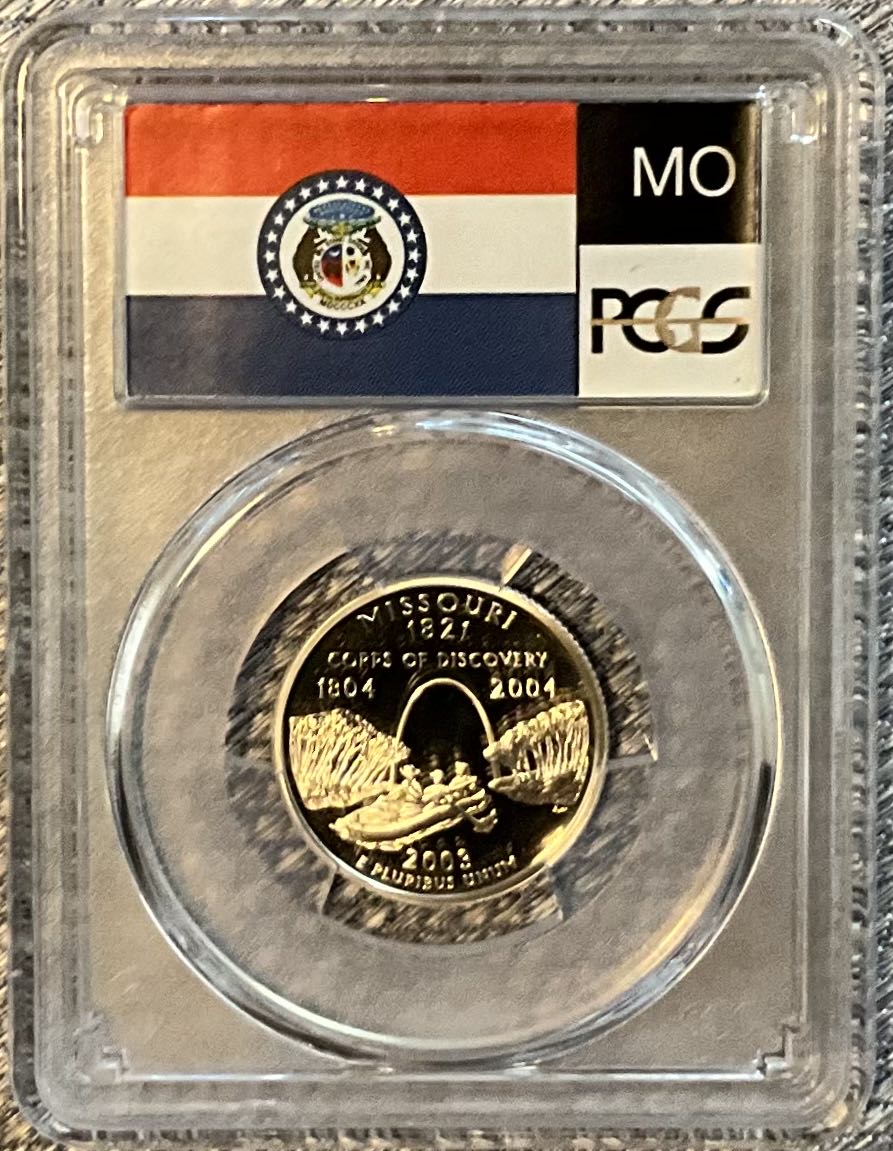 MO
PCGS
MISSOURI
1821
CORPS OF DISCOVERY
1804 2004
2003
E PLURIBUS UNUM